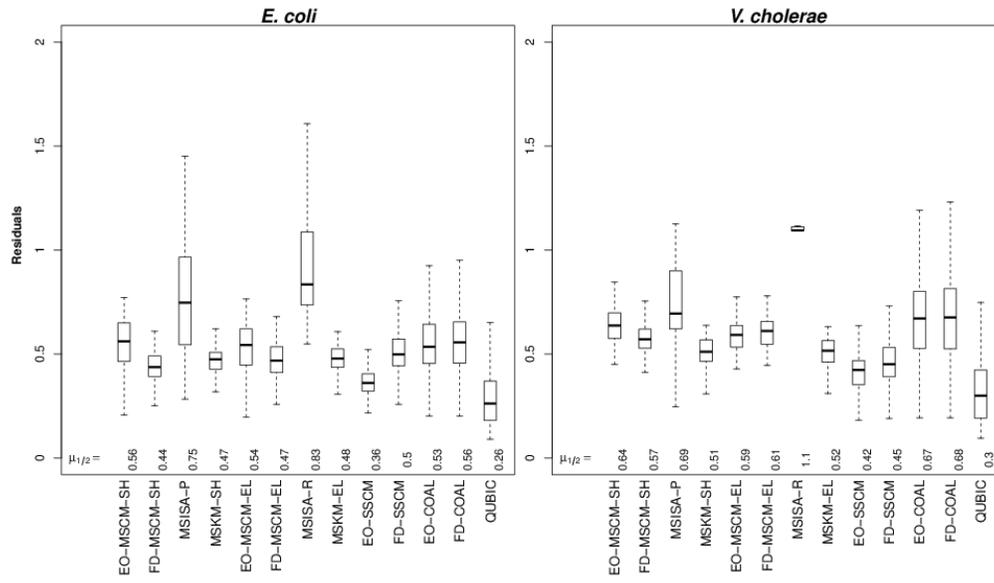 E. coli
V. cholerae
Residuals
2
1.5
1
0.5
0
μ1/2 =
0.56
0.44
0.75
0.47
0.54
0.47
0.83
0.48
0.36
0.5
0.53
0.56
0.26
EO−MSCM−SH
FD−MSCM−SH
MSISA−P
MSKM−SH
EO−MSCM−EL
FD−MSCM−EL
MSISA−R
MSKM−EL
EO−SSCM
FD−SSCM
EO−COAL
FD−COAL
QUBIC
2
1.5
1
0.5
0
μ1/2 =
0.64
0.57
0.69
0.51
0.59
0.61
1.1
0.52
0.42
0.45
0.67
0.68
0.3
EO−MSCM−SH
FD−MSCM−SH
MSISA−P
MSKM−SH
EO−MSCM−EL
FD−MSCM−EL
MSISA−R
MSKM−EL
EO−SSCM
FD−SSCM
EO−COAL
FD−COAL
QUBIC